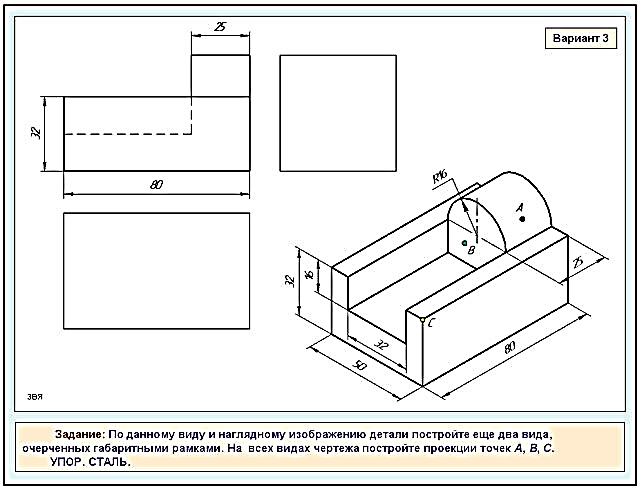 25
Вариант 3
32
80
R16
A
B
25
32
16
C
32
80
50
ЗВЯ
Задание: По данному виду и наглядному изображению детали постройте еще два вида,
очерченных габаритными рамками. На всех видах чертежа постройте проекции точек А, В, С.
УПОР. СТАЛЬ.